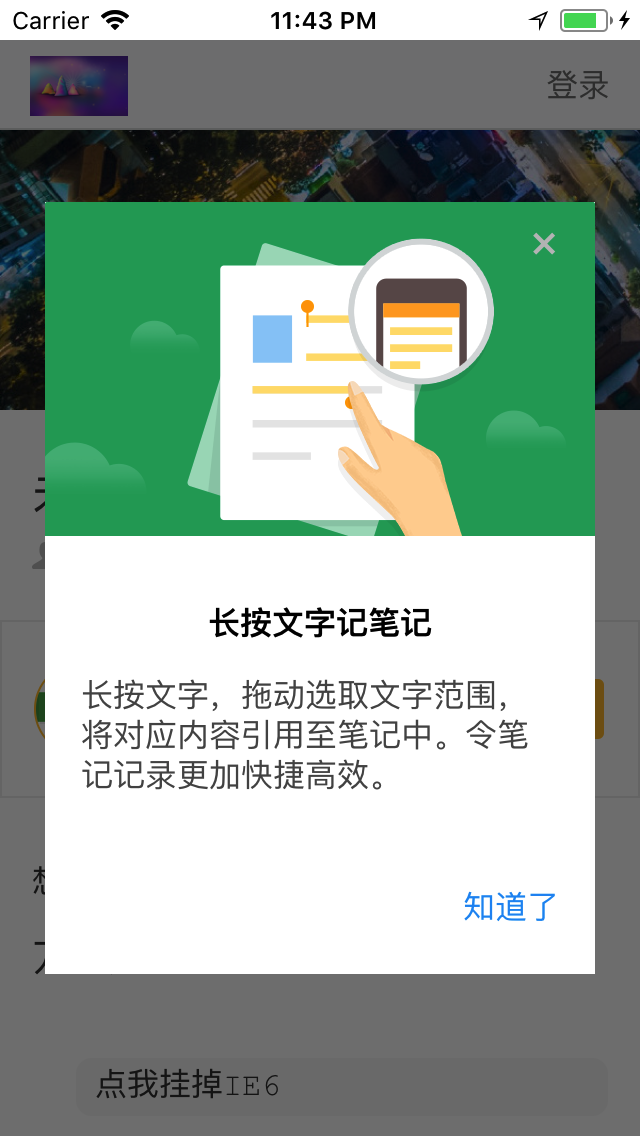 Carrier 11:43 PM
登录
长按文字记笔记
长按文字，拖动选取文字范围，
将对应内容引用至笔记中。令笔
记记录更加快捷高效。
知道了
点我挂掉IE6